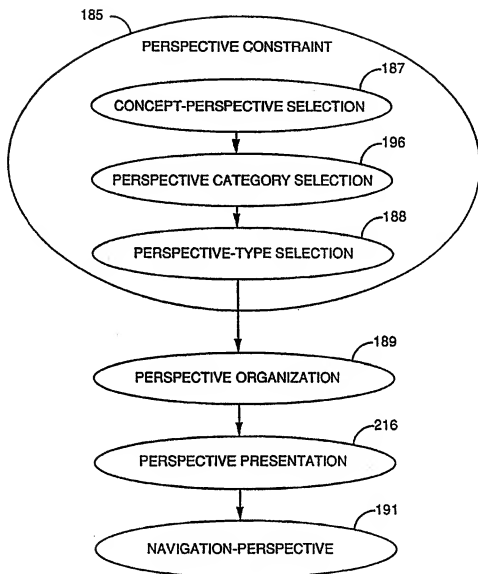 185
PERSPECTIVE CONSTRAINT
187
CONCEPT-PERSPECTIVE SELECTION
196
PERSPECTIVE CATEGORY SELECTION
188
PERSPECTIVE-TYPE SELECTION
189
PERSPECTIVE ORGANIZATION
216
PERSPECTIVE PRESENTATION
191
NAVIGATION-PERSPECTIVE